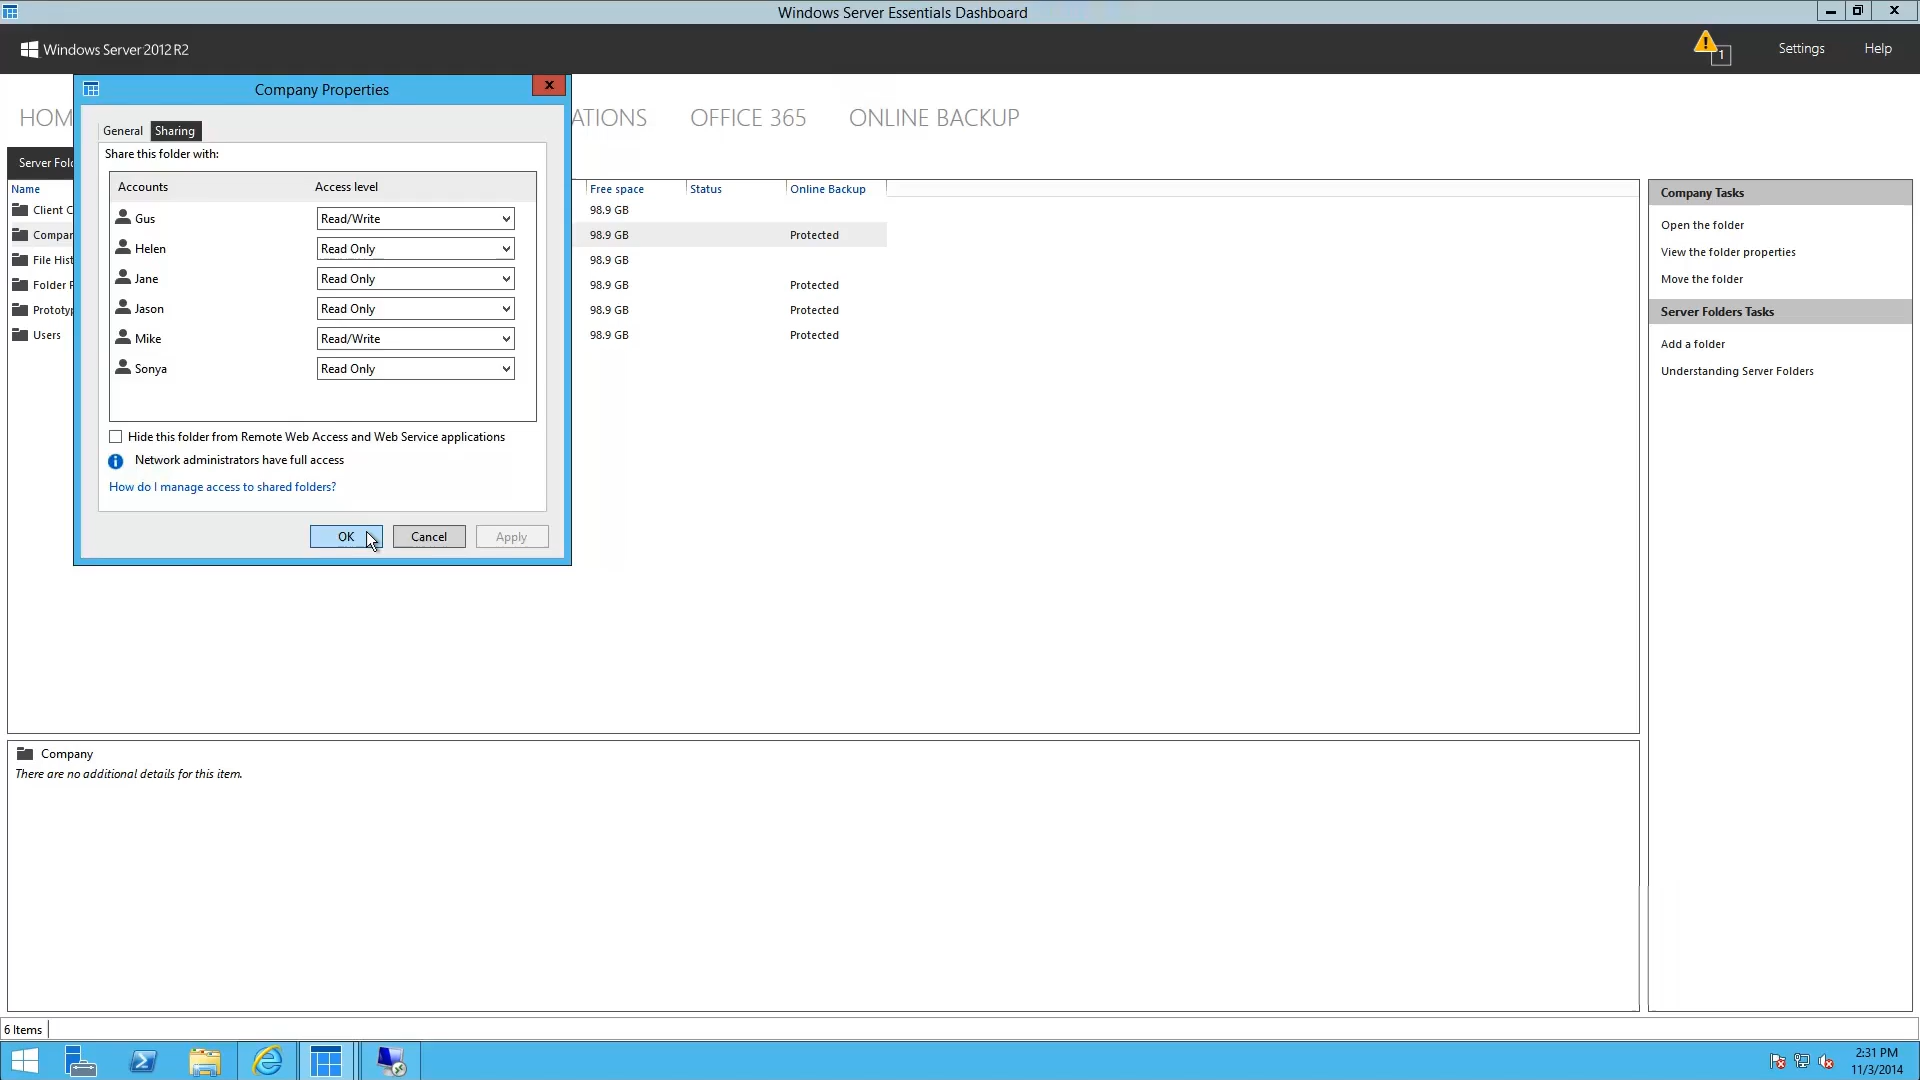 Windows Server Essentials Dashboard
Windows Server 2012 R2
1
Settings
Help
Company Properties
HOM
ATIONS
OFFICE 365
ONLINE BACKUP
General
Sharing
Share this folder with:
Accounts
Access level
Gus
Read/Write
Helen
Read Only
Jane
Read Only
Jason
Read Only
Mike
Read/Write
Sonya
Read Only
Hide this folder from Remote Web Access and Web Service applications
Network administrators have full access
How do I manage access to shared folders?
OK
Cancel
Apply
Server Fol
Name
Free space
Status
Online Backup
Client C
98.9 GB
Compar
98.9 GB
Protected
File Hist
98.9 GB
Folder R
98.9 GB
Protected
Prototyp
98.9 GB
Protected
Users
98.9 GB
Protected
Company Tasks
Open the folder
View the folder properties
Move the folder
Server Folders Tasks
Add a folder
Understanding Server Folders
Company
There are no additional details for this item.
6 Items
2:31 PM
11/3/2014